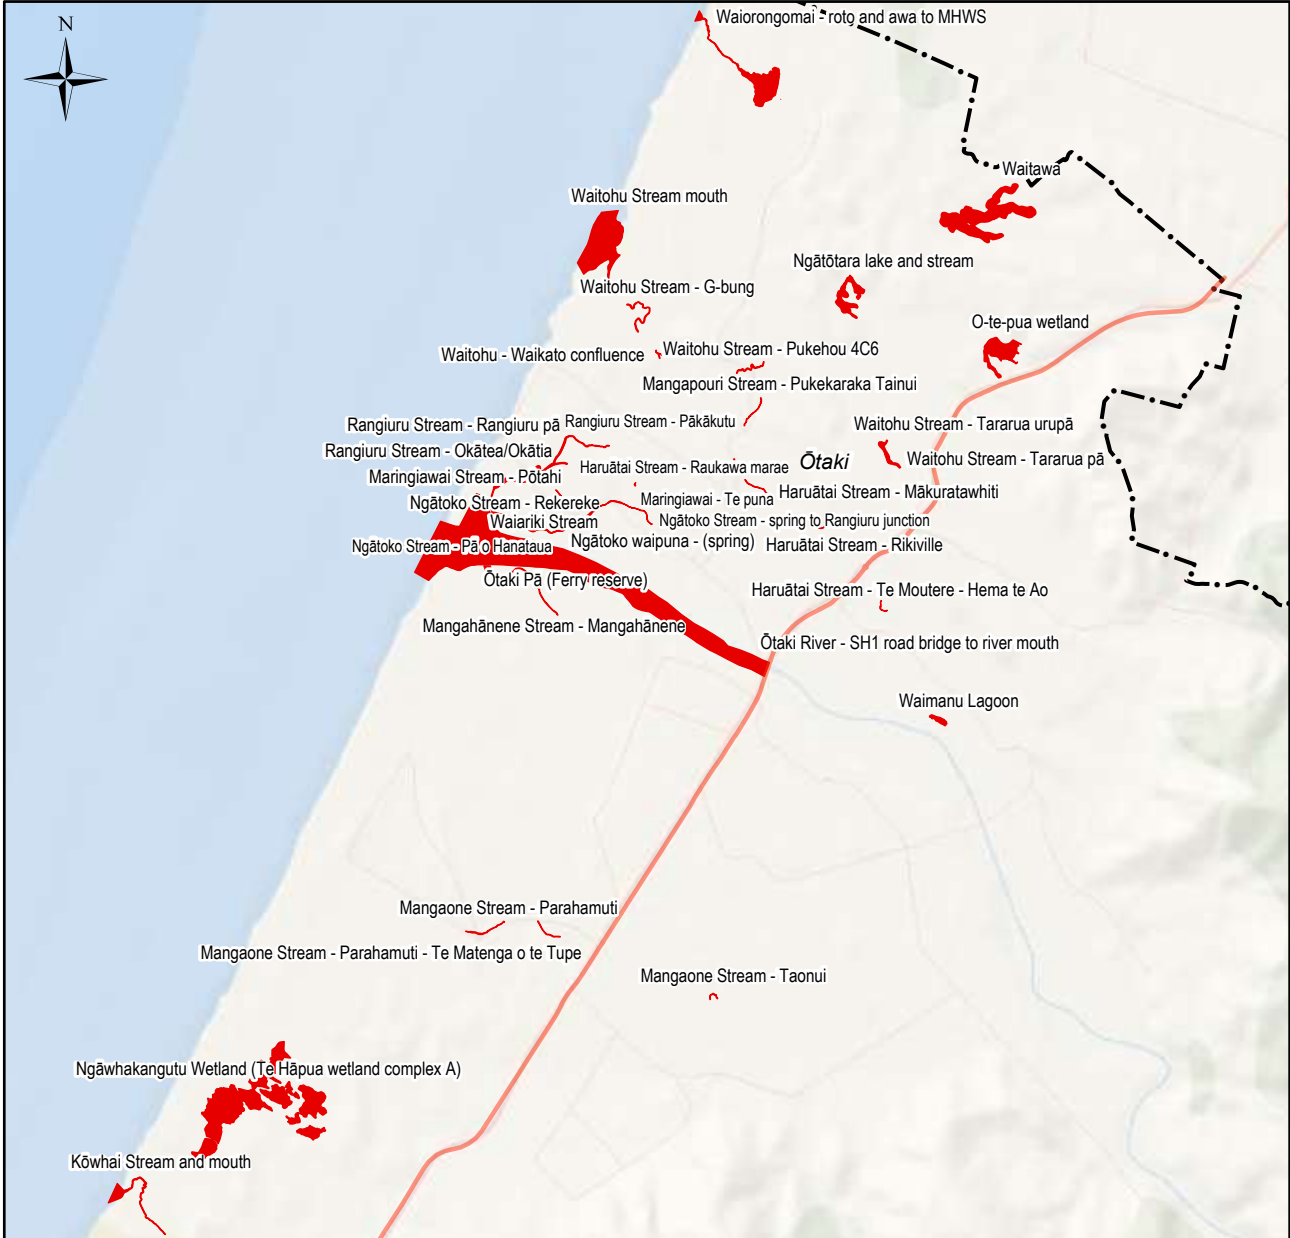 N
Waiorongomai - roto and awa to MHWS
Waitawa
Waitohu Stream mouth
Ngātōtara lake and stream
Waitohu Stream - G-bung
O-te-pua wetland
Waitohu - Waikato confluence
Waitohu Stream - Pukehou 4C6
Mangapouri Stream - Pukekaraka Tainui
Rangiuru Stream - Rangiuru pā
Rangiuru Stream - Pākākutu
Waitohu Stream - Tararua urupā
Rangiuru Stream - Okātea/Okātia
Ōtaki
Waitohu Stream - Tararua pā
Haruātai Stream - Raukawa marae
Maringiawai Stream - Pōtahi
Haruātai Stream - Mākuratawhiti
Maringiawai - Te puna
Ngātoko Stream - Rekereke
Waiariki Stream
Ngātoko Stream - spring to Rangiuru junction
Ngātoko waipuna - (spring)
Haruātai Stream - Rikiville
Ngātoko Stream - Pā o Hanataua
Ōtaki Pā (Ferry reserve)
Haruātai Stream - Te Moutere - Hema te Ao
Mangahānene Stream - Mangahānene
Ōtaki River - SH1 road bridge to river mouth
Waimanu Lagoon
Mangaone Stream - Parahamuti
Mangaone Stream - Parahamuti - Te Matenga o te Tupe
Mangaone Stream - Taonui
Ngāwhakangutu Wetland (Te Hāpua wetland complex A)
Kōwhai Stream and mouth